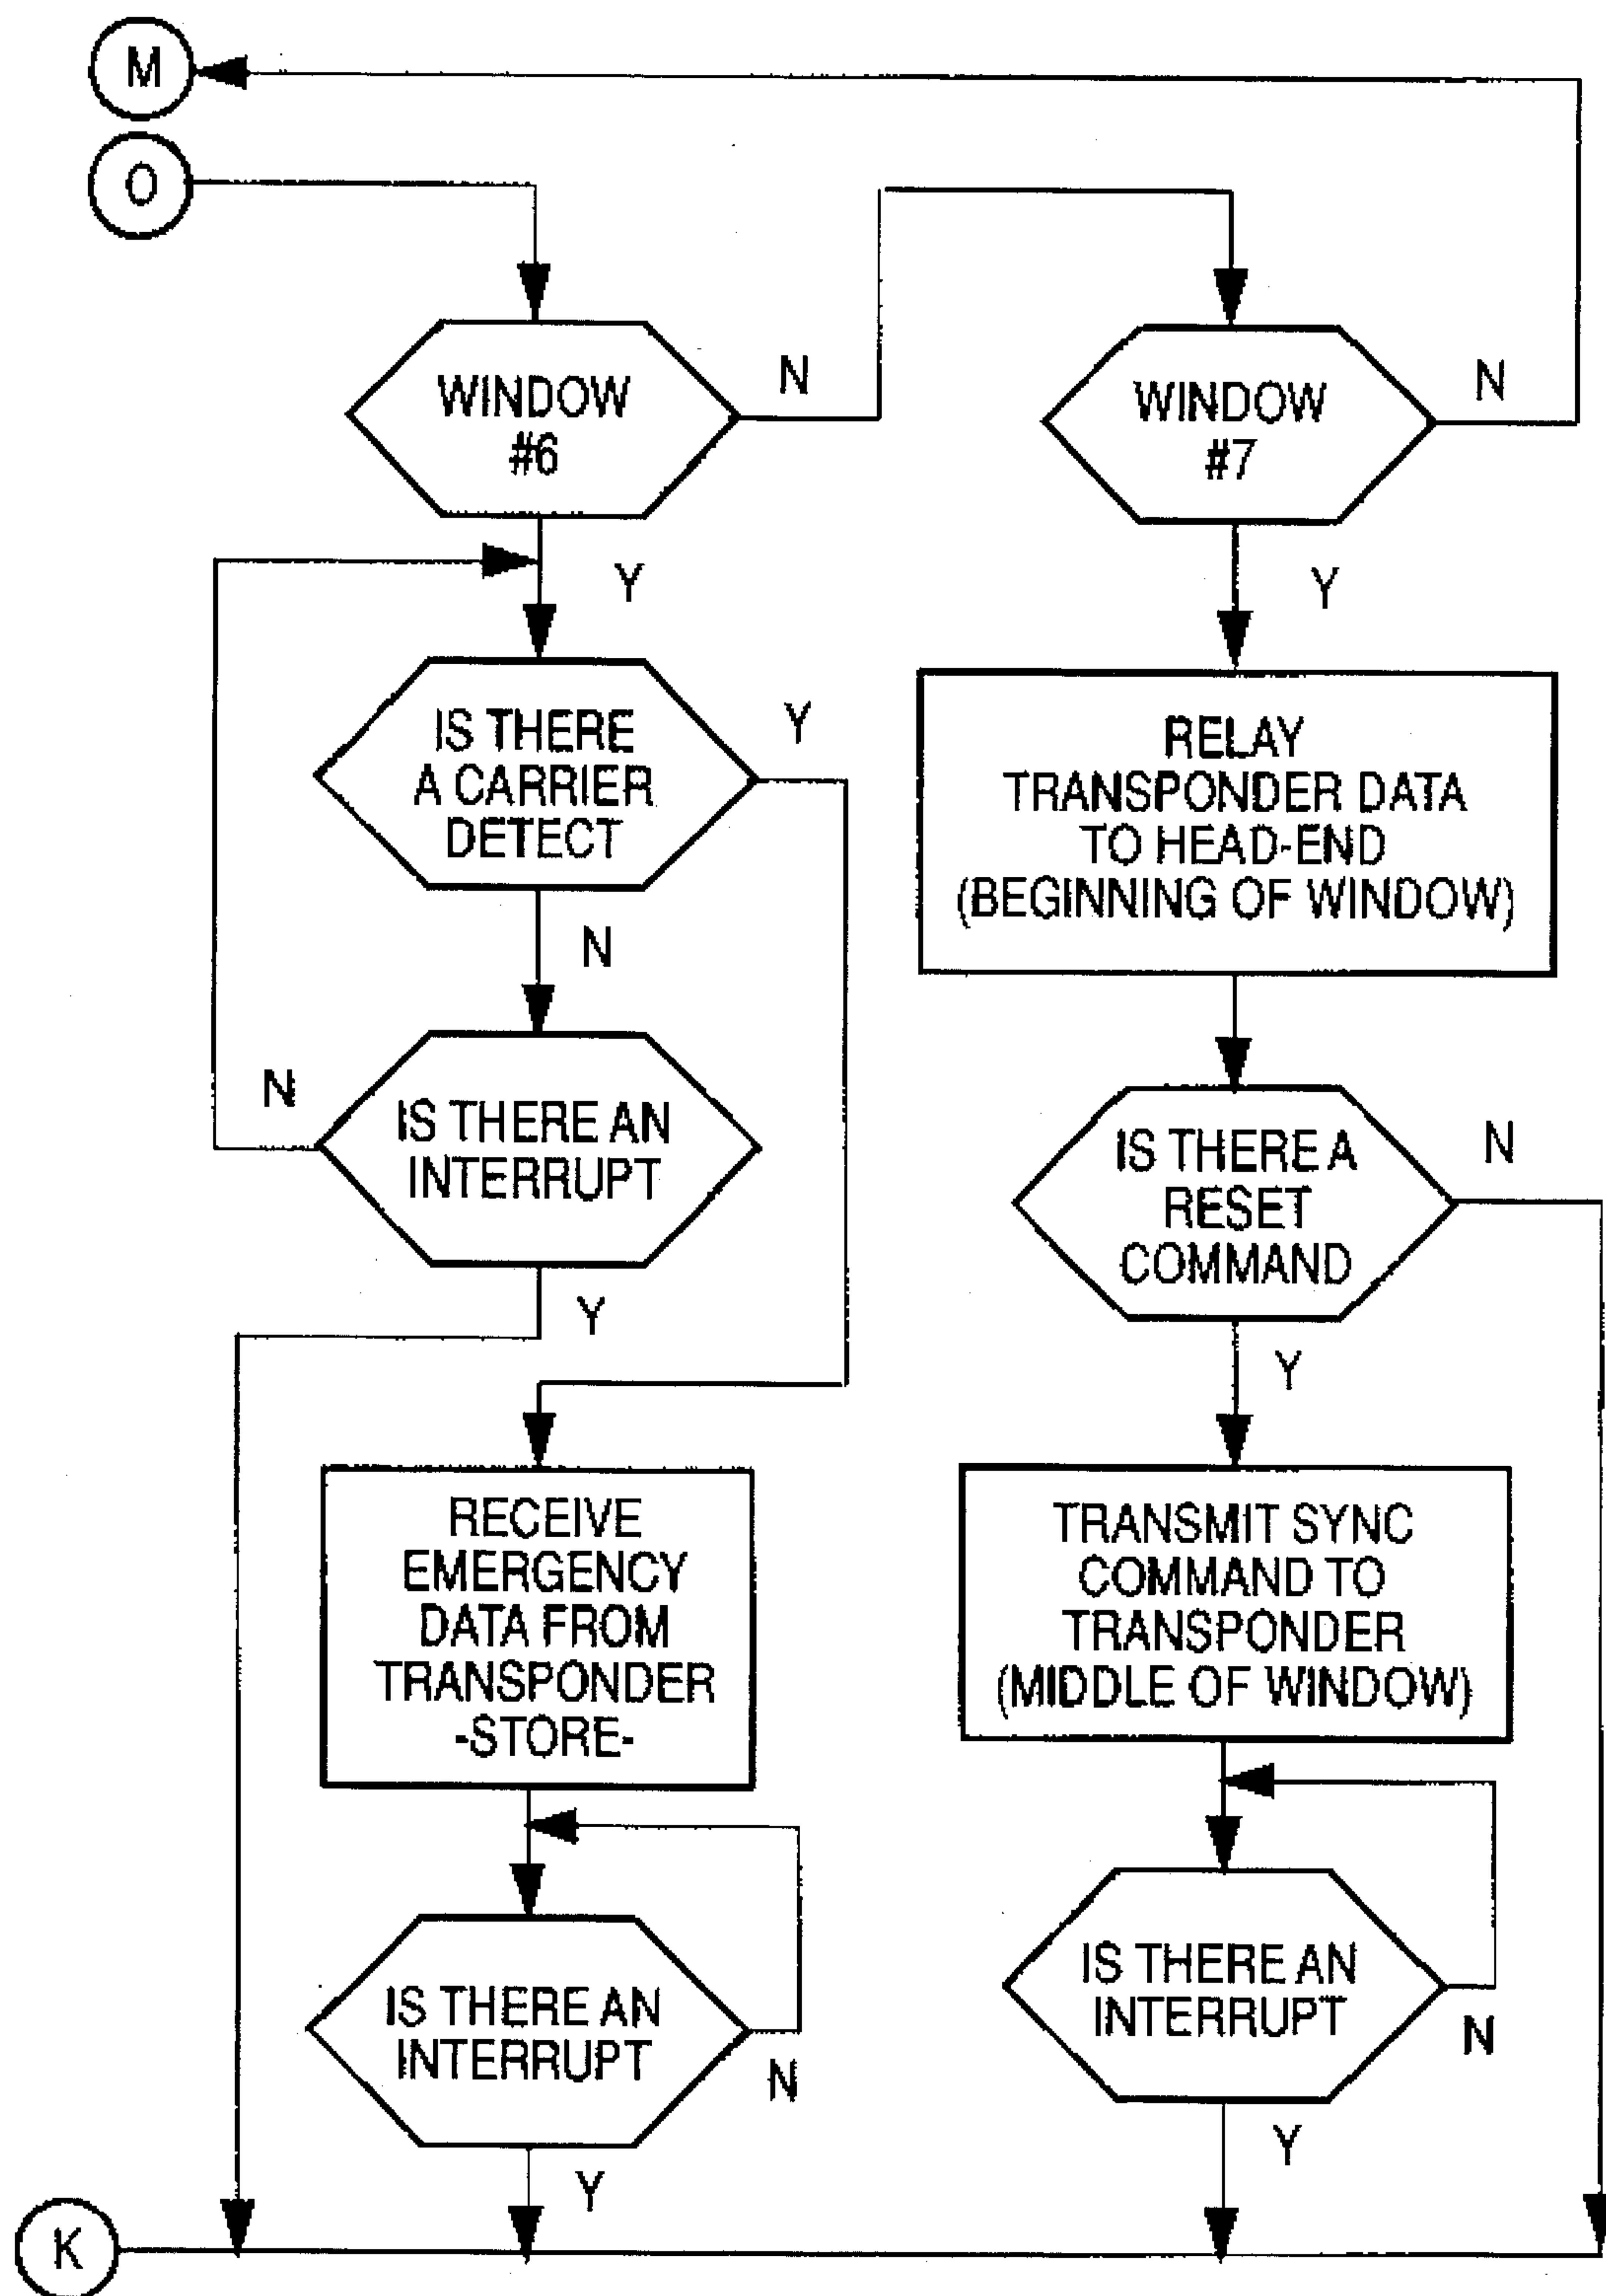 M
O
WINDOW
#6
N
Y
WINDOW
#7
N
Y
IS THERE
A CARRIER
DETECT
Y
N
IS THERE AN
INTERRUPT
N
Y
RECEIVE
EMERGENCY
DATA FROM
TRANSPONDER
-STORE-
IS THERE AN
INTERRUPT
N
Y
RELAY
TRANSPONDER DATA
TO HEAD-END
(BEGINNING OF WINDOW)
IS THERE A
RESET
COMMAND
N
Y
TRANSMIT SYNC
COMMAND TO
TRANSPONDER
(MIDDLE OF WINDOW)
IS THERE AN
INTERRUPT
N
Y
K